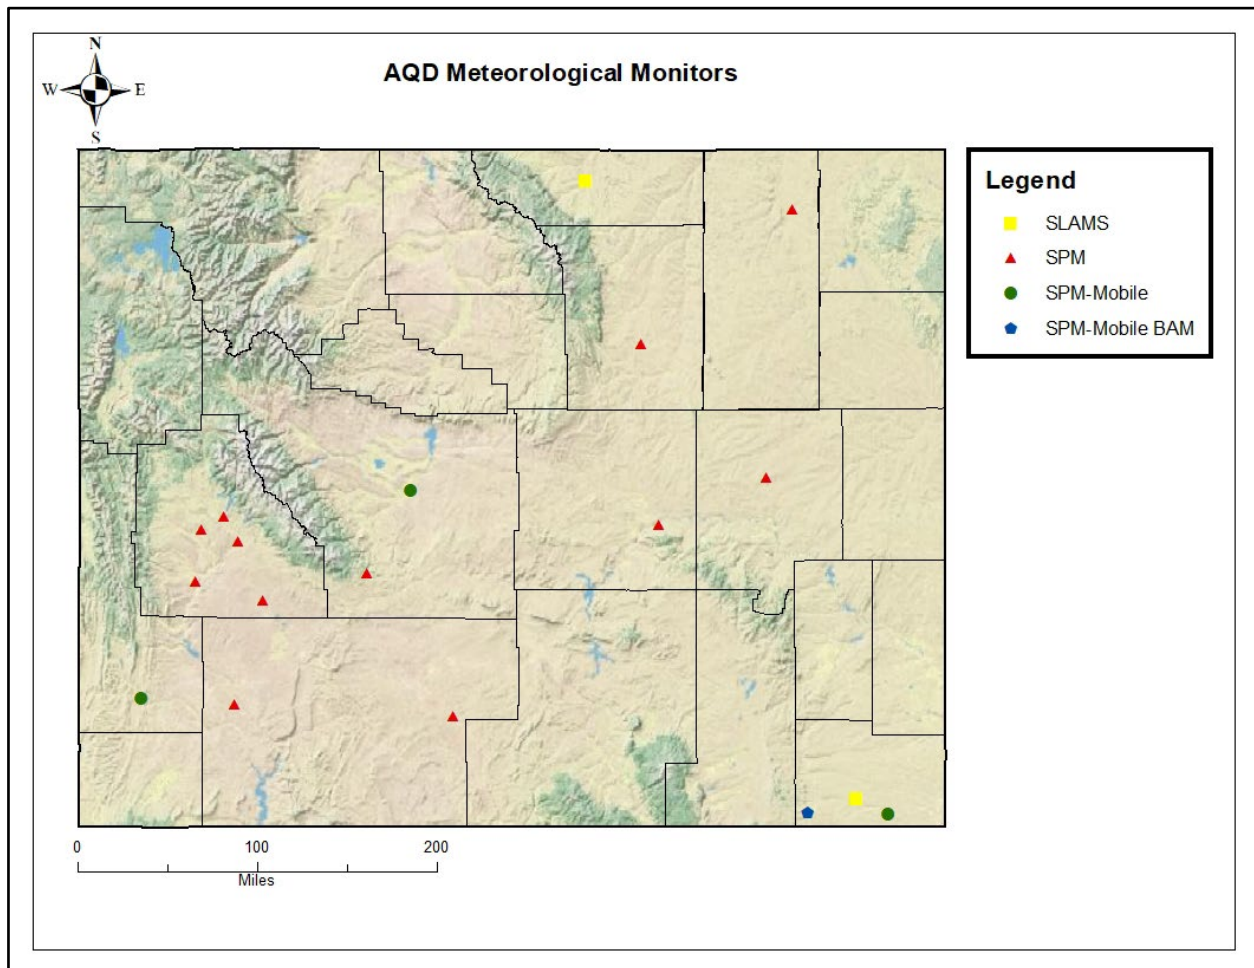 N
AQD Meteorological Monitors
W E
S
Legend
SLAMS
SPM
SPM-Mobile
SPM-Mobile BAM
0 100 200
Miles